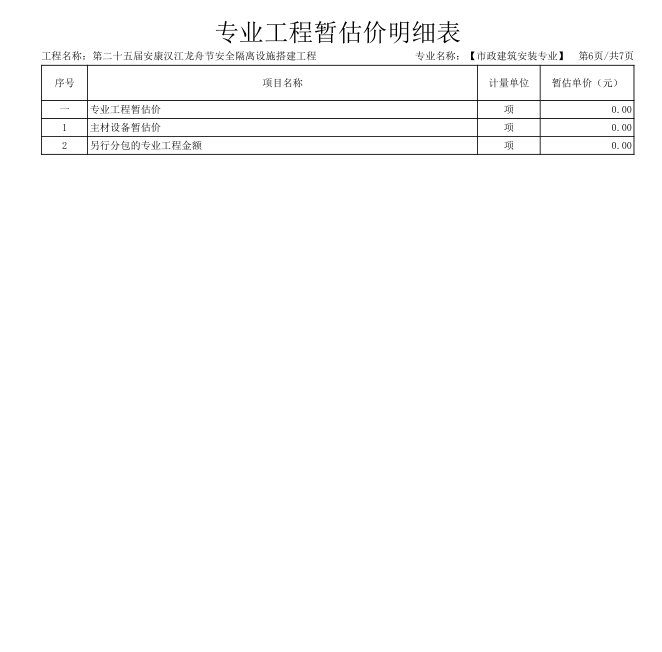 专业工程暂估价明细表
工程名称：第二十五届安康汉江龙舟节安全隔离设施搭建工程 专业名称：【市政建筑安装专业】 第6页/共7页
序号 项目名称 计量单位 暂估单价（元）
一 专业工程暂估价 项 0.00
1 主材设备暂估价 项 0.00
2 另行分包的专业工程金额 项 0.00